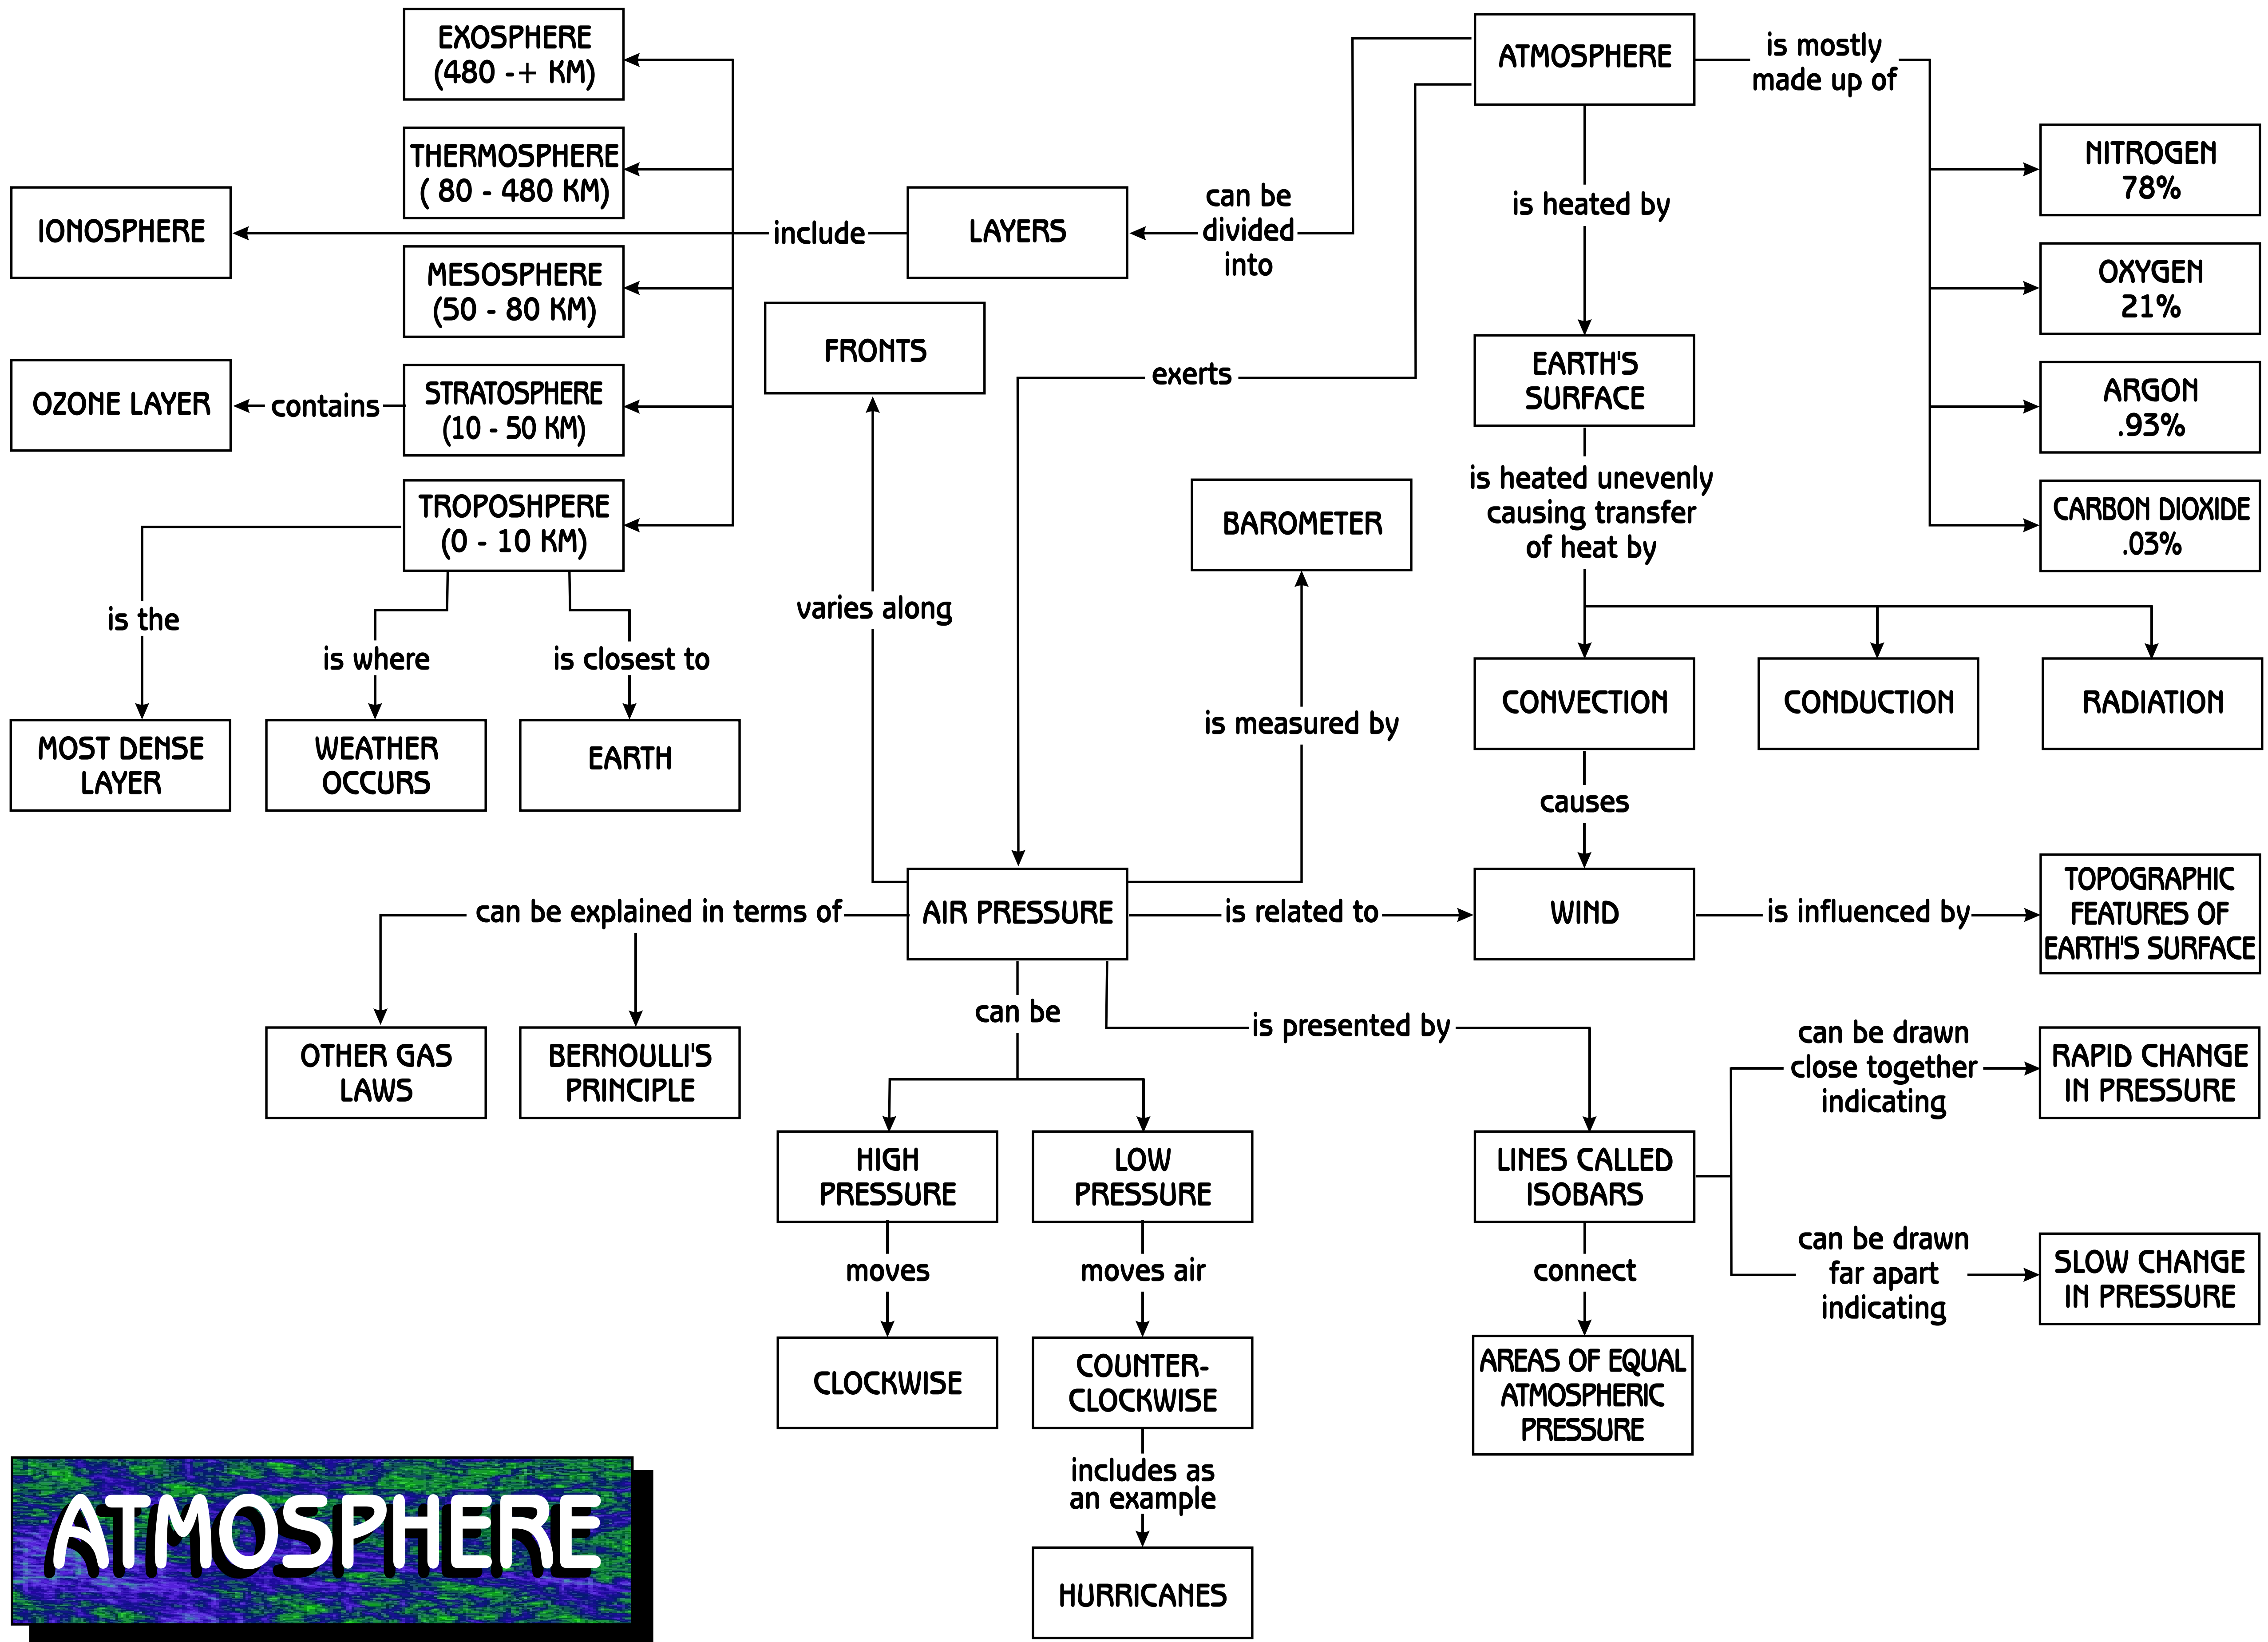 EXOSPHERE
(480 -+ KM)
THERMOSPHERE
( 80 - 480 KM)
IONOSPHERE
MESOSPHERE
(50 - 80 KM)
OZONE LAYER
contains
STRATOSPHERE
(10 - 50 KM)
TROPOSHPERE
(0 - 10 KM)
include
LAYERS
can be
divided
into
ATMOSPHERE
is mostly
made up of
NITROGEN
78%
OXYGEN
21%
ARGON
.93%
CARBON DIOXIDE
.03%
is heated by
EARTH'S
SURFACE
is heated unevenly
causing transfer
of heat by
CONVECTION
CONDUCTION
RADIATION
causes
exerts
FRONTS
varies along
BAROMETER
is measured by
is the
is where
is closest to
MOST DENSE
LAYER
WEATHER
OCCURS
EARTH
can be explained in terms of
AIR PRESSURE
is related to
WIND
is influenced by
TOPOGRAPHIC
FEATURES OF
EARTH'S SURFACE
OTHER GAS
LAWS
BERNOULLI'S
PRINCIPLE
can be
is presented by
HIGH
PRESSURE
LOW
PRESSURE
LINES CALLED
ISOBARS
can be drawn
close together
indicating
RAPID CHANGE
IN PRESSURE
can be drawn
far apart
indicating
SLOW CHANGE
IN PRESSURE
moves
moves air
connect
CLOCKWISE
COUNTER-
CLOCKWISE
AREAS OF EQUAL
ATMOSPHERIC
PRESSURE
includes as
an example
HURRICANES
ATMOSPHERE